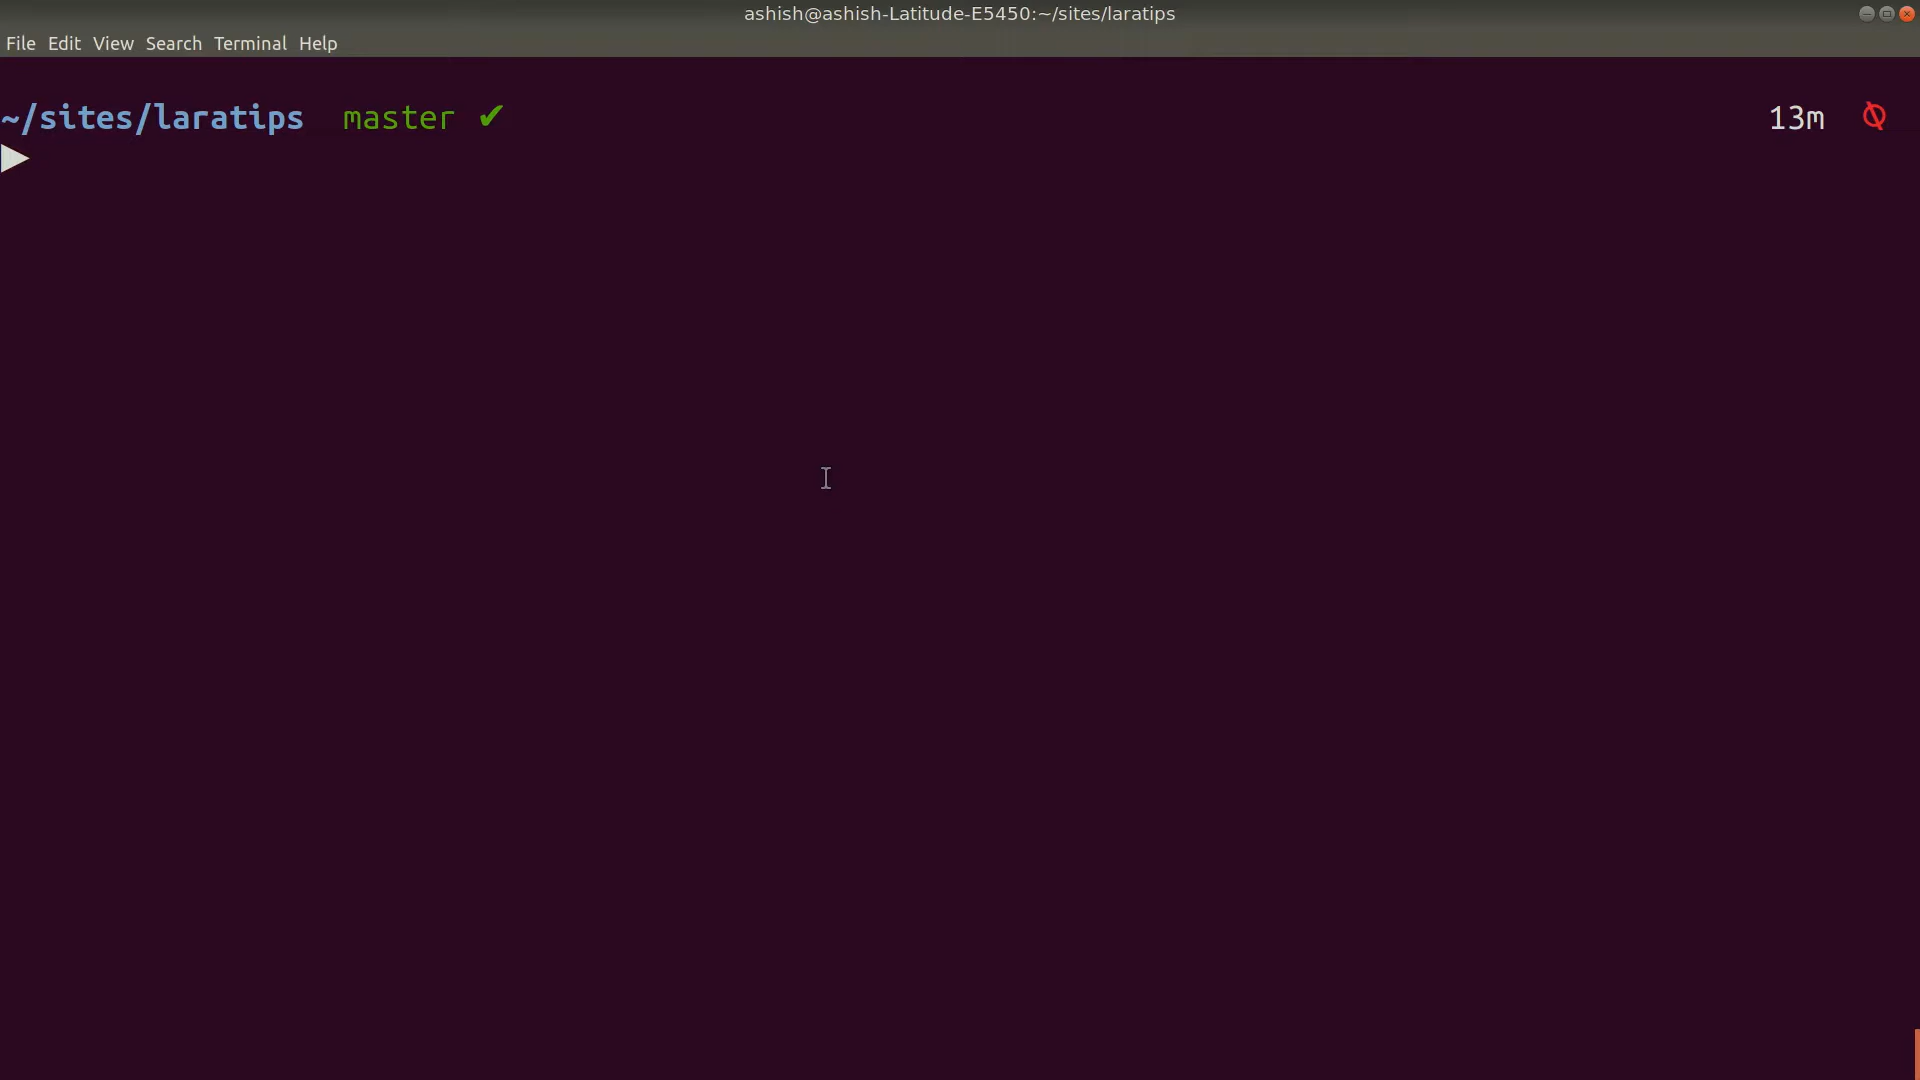 ashish@ashish-Latitude-E5450:~/sites/laratips
File Edit View Search Terminal Help
~/sites/laratips master ✔ 13m
▶